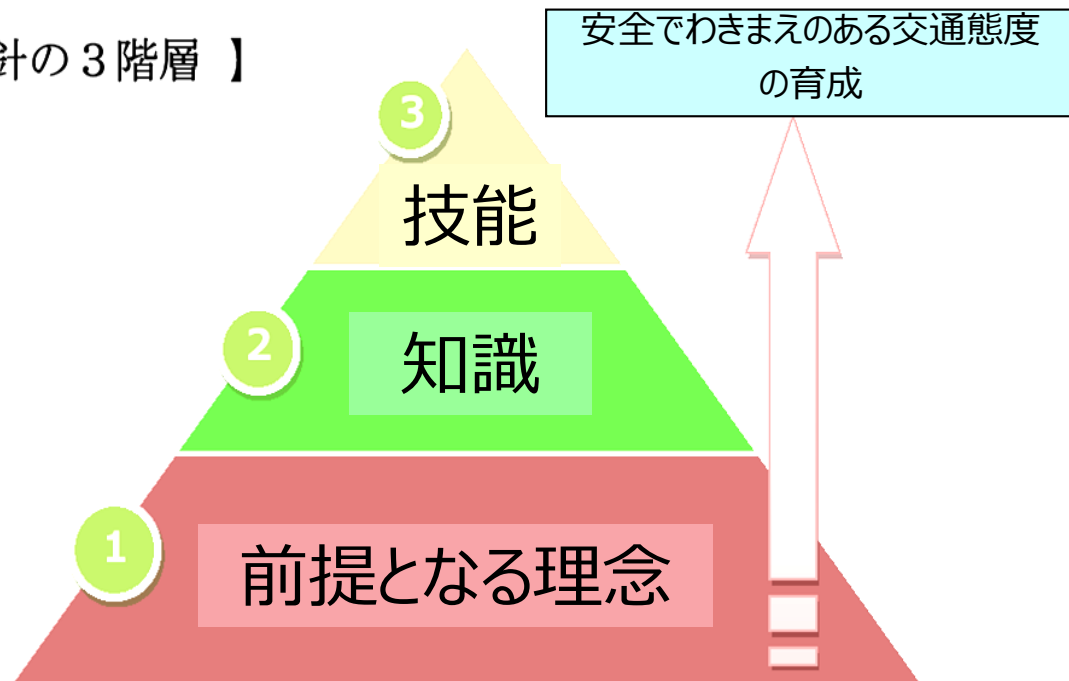 針の3階層 】
安全でわきまえのある交通態度
の育成
3
技能
2
知識
1
前提となる理念